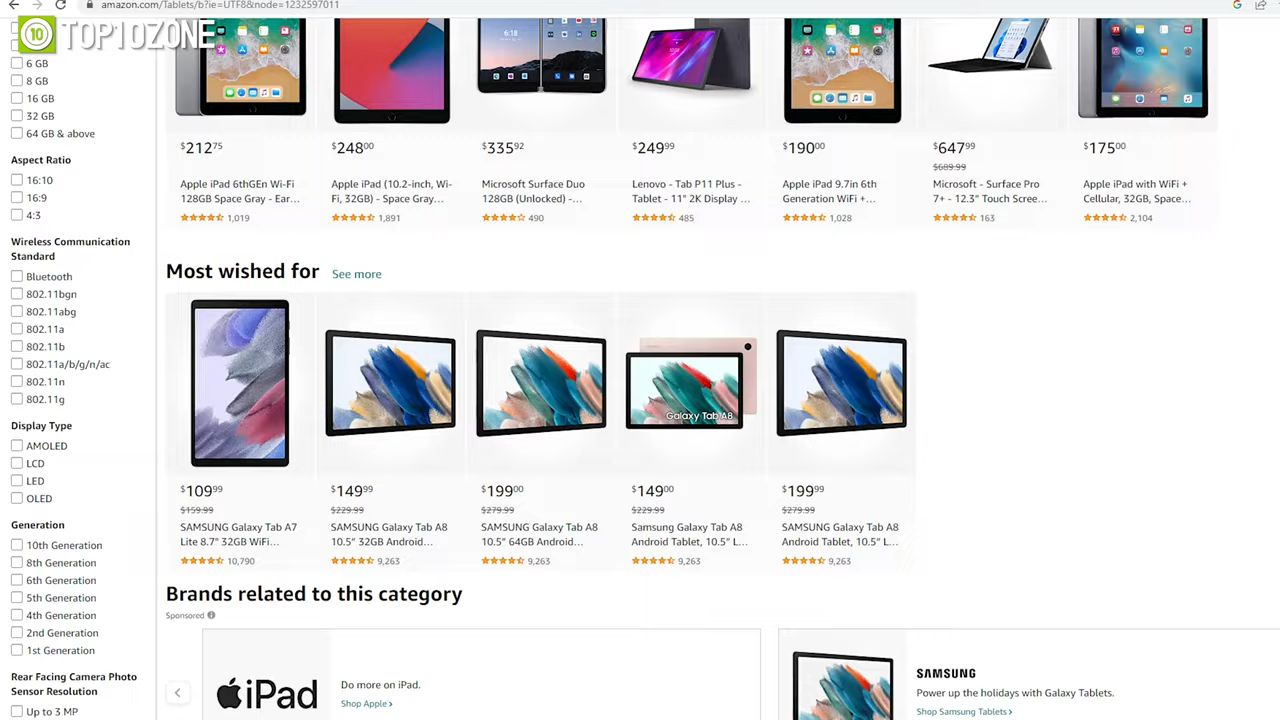 amazon.com/Tablets/b?ie=UTF8&node=1232597011
10 TOP10ZONE
6 GB
8 GB
16 GB
32 GB
64 GB & above
Aspect Ratio
16:10
16:9
4:3
Wireless Communication
Standard
Bluetooth
802.11bgn
802.11abg
802.11a
802.11b
802.11a/b/g/n/ac
802.11n
802.11g
Display Type
AMOLED
LCD
LED
OLED
Generation
10th Generation
8th Generation
6th Generation
5th Generation
4th Generation
2nd Generation
1st Generation
Rear Facing Camera Photo
Sensor Resolution
Up to 3 MP
6:18
$212 75
Apple iPad 6thGEn Wi-Fi
128GB Space Gray - Ear...
1,019
$248 00
Apple iPad (10.2-inch, Wi-
Fi, 32GB) - Space Gray...
1,891
$335 92
Microsoft Surface Duo
128GB (Unlocked) -...
490
$249 99
Lenovo - Tab P11 Plus -
Tablet - 11" 2K Display ...
485
$190 00
Apple iPad 9.7in 6th
Generation WiFi +...
1,028
$647 99
$689.99
Microsoft - Surface Pro
7+ - 12.3" Touch Scree...
163
$175 00
Apple iPad with WiFi +
Cellular, 32GB, Space...
2,104
Most wished for See more
$109 99
$159.99
SAMSUNG Galaxy Tab A7
Lite 8.7" 32GB WiFi...
10,790
$149 99
$229.99
SAMSUNG Galaxy Tab A8
10.5" 32GB Android...
9,263
$199 00
$279.99
SAMSUNG Galaxy Tab A8
10.5" 64GB Android...
9,263
Galaxy Tab A8
$149 00
$229.99
Samsung Galaxy Tab A8
Android Tablet, 10.5" L...
9,263
$199 99
$279.99
SAMSUNG Galaxy Tab A8
Android Tablet, 10.5" L...
9,263
Brands related to this category
Sponsored
iPad
Do more on iPad.
Shop Apple ›
SAMSUNG
Power up the holidays with Galaxy Tablets.
Shop Samsung Tablets ›